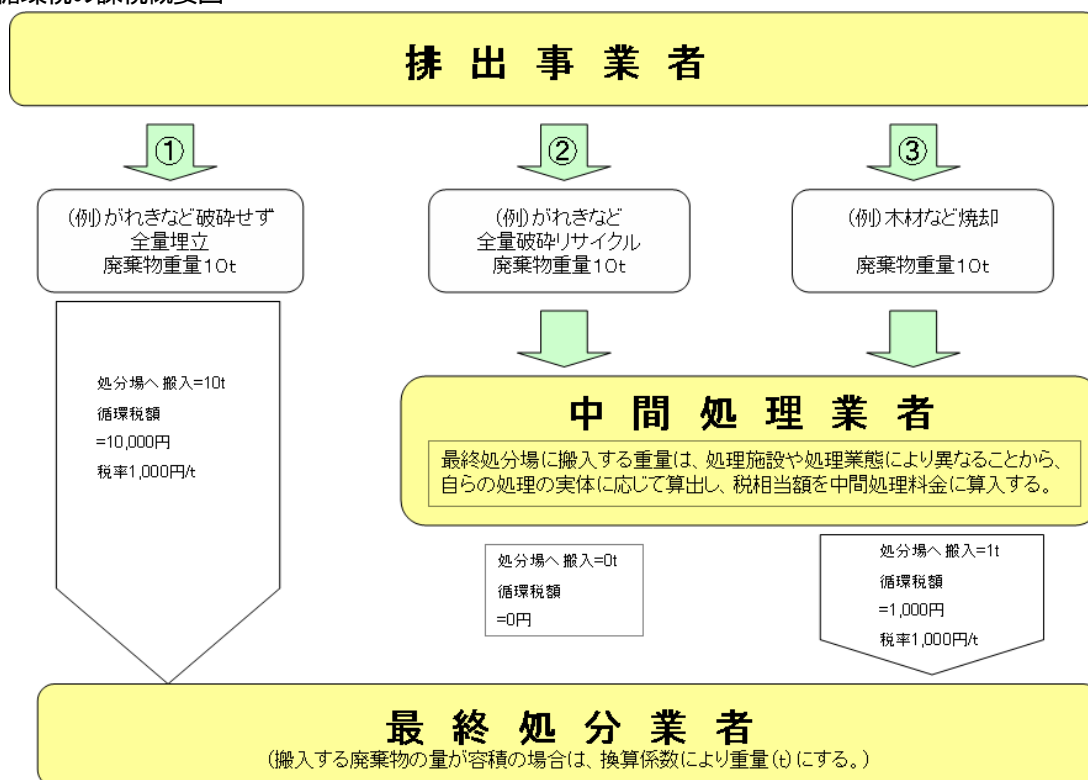 循環税の課税概要図
排出事業者
①
②
③
(例)がれきなど破砕せず
全量埋立
廃棄物重量10t
(例)がれきなど
全量破砕リサイクル
廃棄物重量10t
(例)木材など焼却
廃棄物重量10t
処分場へ搬入=10t
循環税額
=10,000円
税率1,000円/t
中間処理業者
最終処分場に搬入する重量は、処理施設や処理業態により異なることから、
自らの処理の実体に応じて算出し、税相当額を中間処理料金に算入する。
処分場へ搬入=0t
循環税額
=0円
処分場へ搬入=1t
循環税額
=1,000円
税率1,000円/t
最終処分業者
(搬入する廃棄物の量が容積の場合は、換算係数により重量(t)にする。)